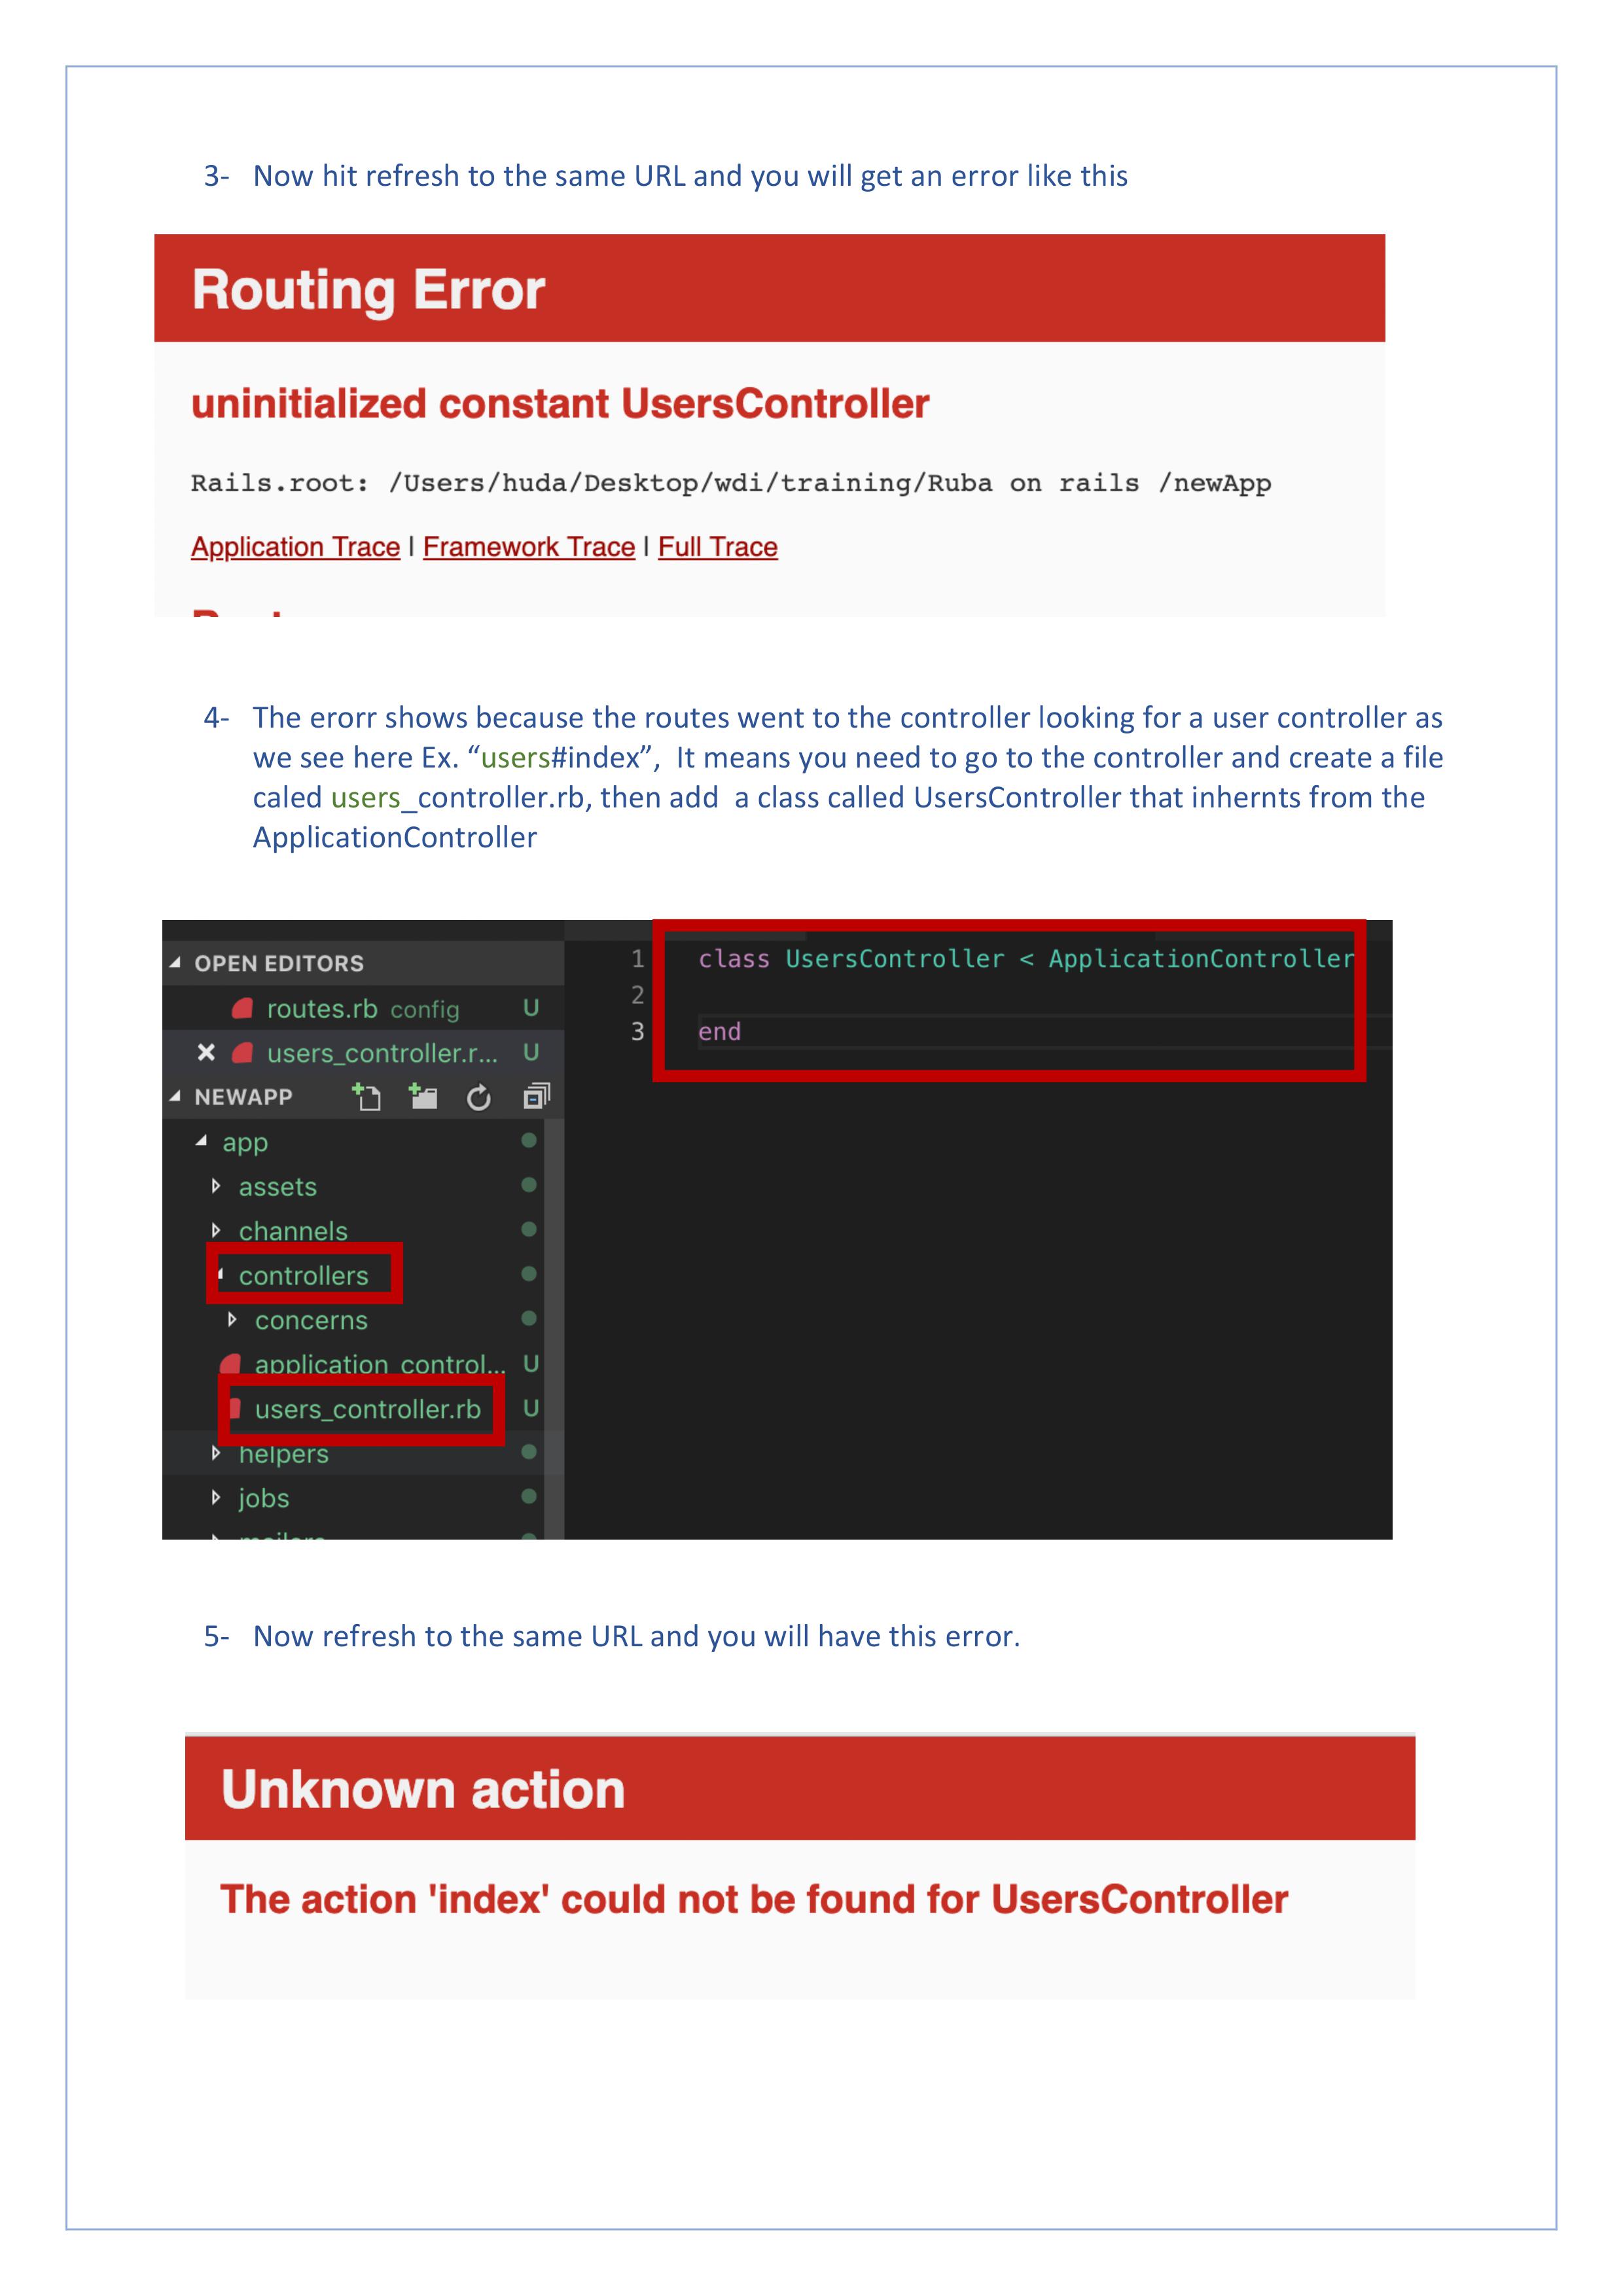 3- Now hit refresh to the same URL and you will get an error like this
Routing Error
uninitialized constant UsersController
Rails.root: /Users/huda/Desktop/wdi/training/Ruba on rails /newApp
Application Trace | Framework Trace | Full Trace
4- The erorr shows because the routes went to the controller looking for a user controller as
we see here Ex. “users#index”, It means you need to go to the controller and create a file
caled users_controller.rb, then add a class called UsersController that inhernts from the
ApplicationController
OPEN EDITORS
routes.rb config U
users_controller.r... U
NEWAPP
app
assets
channels
controllers
concerns
application_control... U
users_controller.rb U
helpers
jobs
1 class UsersController < ApplicationController
2
3 end
5- Now refresh to the same URL and you will have this error.
Unknown action
The action 'index' could not be found for UsersController